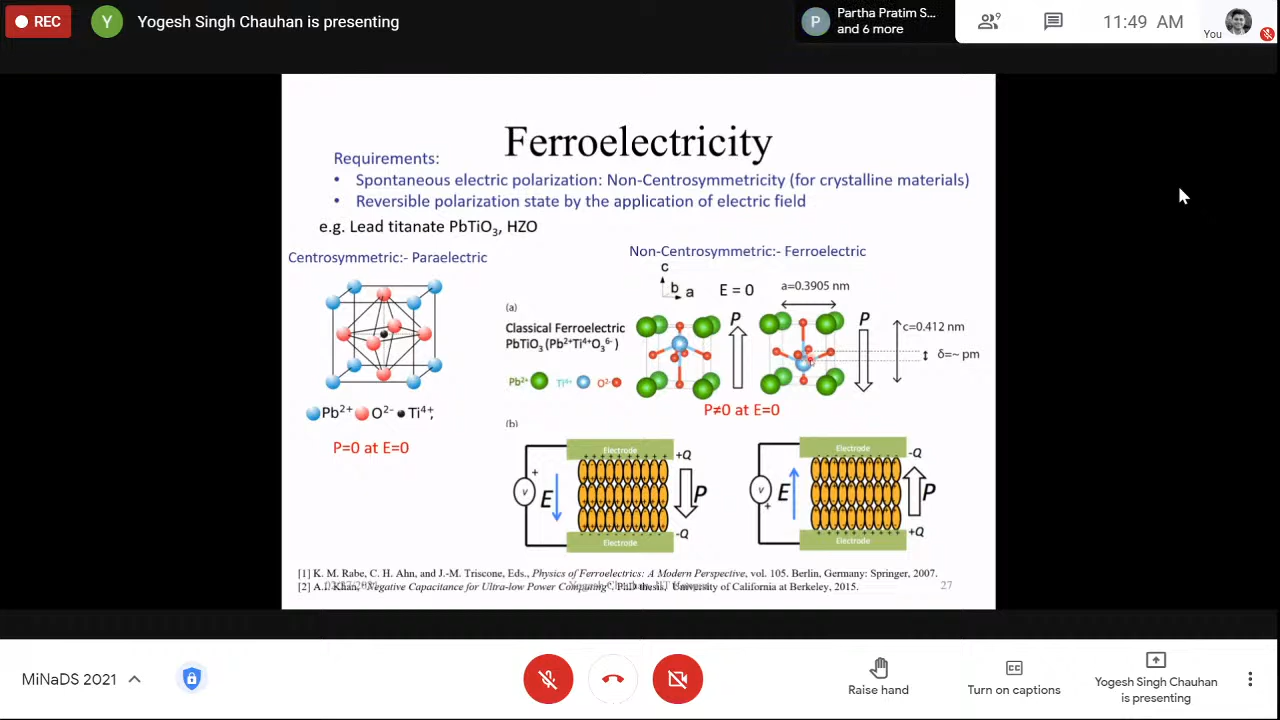 REC
Y
Yogesh Singh Chauhan is presenting
P
Partha Pratim S...
and 6 more
9
11:49 AM
You
Ferroelectricity
Requirements:
• Spontaneous electric polarization: Non-Centrosymmetricity (for crystalline materials)
• Reversible polarization state by the application of electric field
e.g. Lead titanate PbTiO₃, HZO
Centrosymmetric:- Paraelectric
Pb²⁺ O²⁻ Ti⁴⁺;
P=0 at E=0
Non-Centrosymmetric:- Ferroelectric
c
b a
E = 0
a=0.3905 nm
(a)
Classical Ferroelectric
PbTiO₃ (Pb²⁺Ti⁴⁺O₃⁶⁻)
Pb²⁺ Ti⁴⁺ O²⁻
P
P
c=0.412 nm
δ=~ pm
P≠0 at E=0
(b)
Electrode
+Q
+
V
E
P
-Q
Electrode
Electrode
-Q
V
+
E
P
+Q
Electrode
[1] K. M. Rabe, C. H. Ahn, and J.-M. Triscone, Eds., Physics of Ferroelectrics: A Modern Perspective, vol. 105. Berlin, Germany: Springer, 2007.
[2] A.I. Khan, "Negative Capacitance for Ultra-low Power Computing", PhD thesis, University of California at Berkeley, 2015.
27
MiNaDS 2021
Raise hand
CC
Turn on captions
Yogesh Singh Chauhan
is presenting